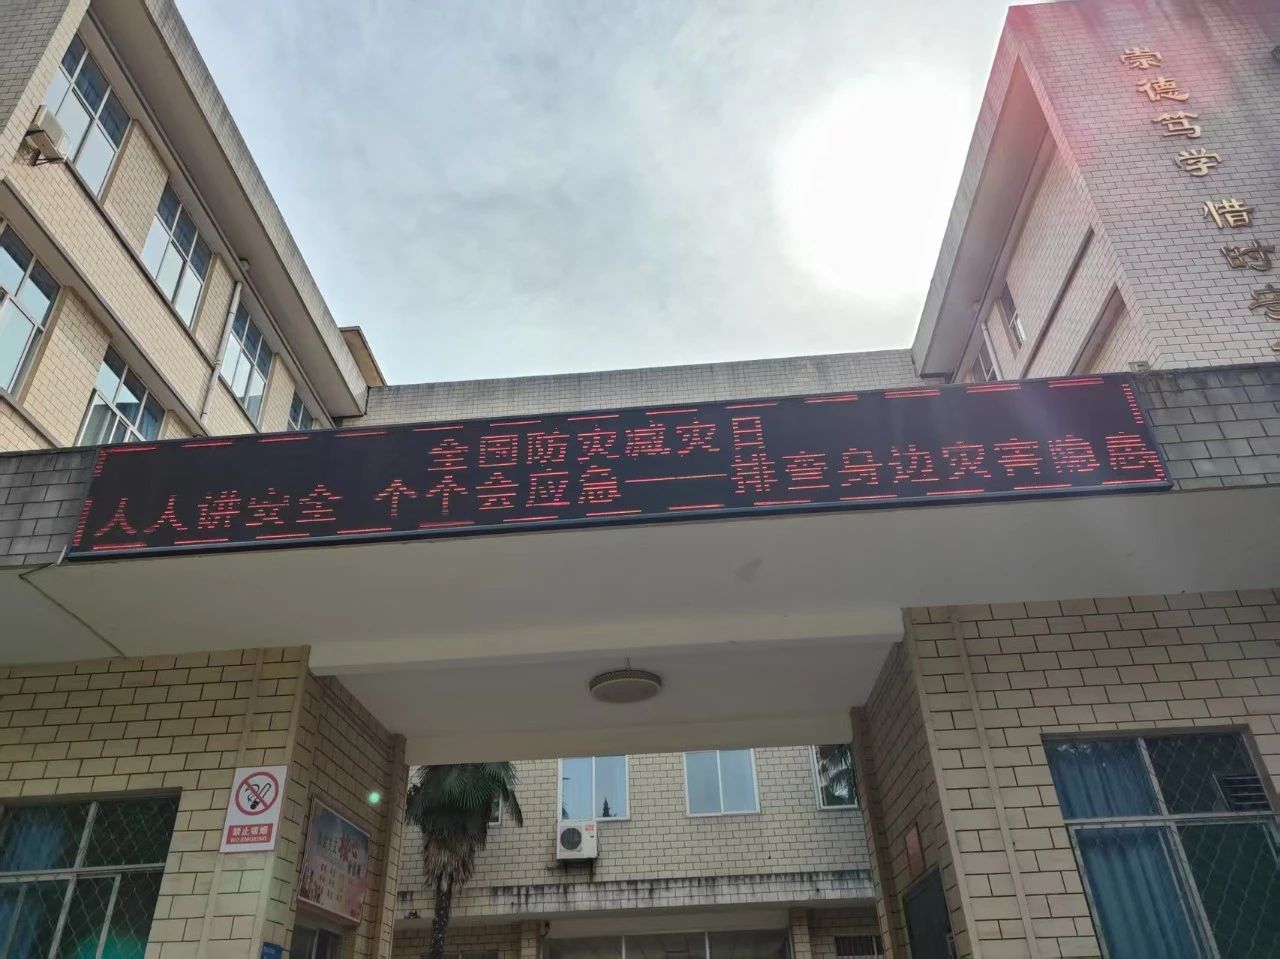 崇德笃学 惜时
全国防灾减灾日
人人讲安全 个个会应急——排查身边灾害隐患
禁止吸烟
NO SMOKING